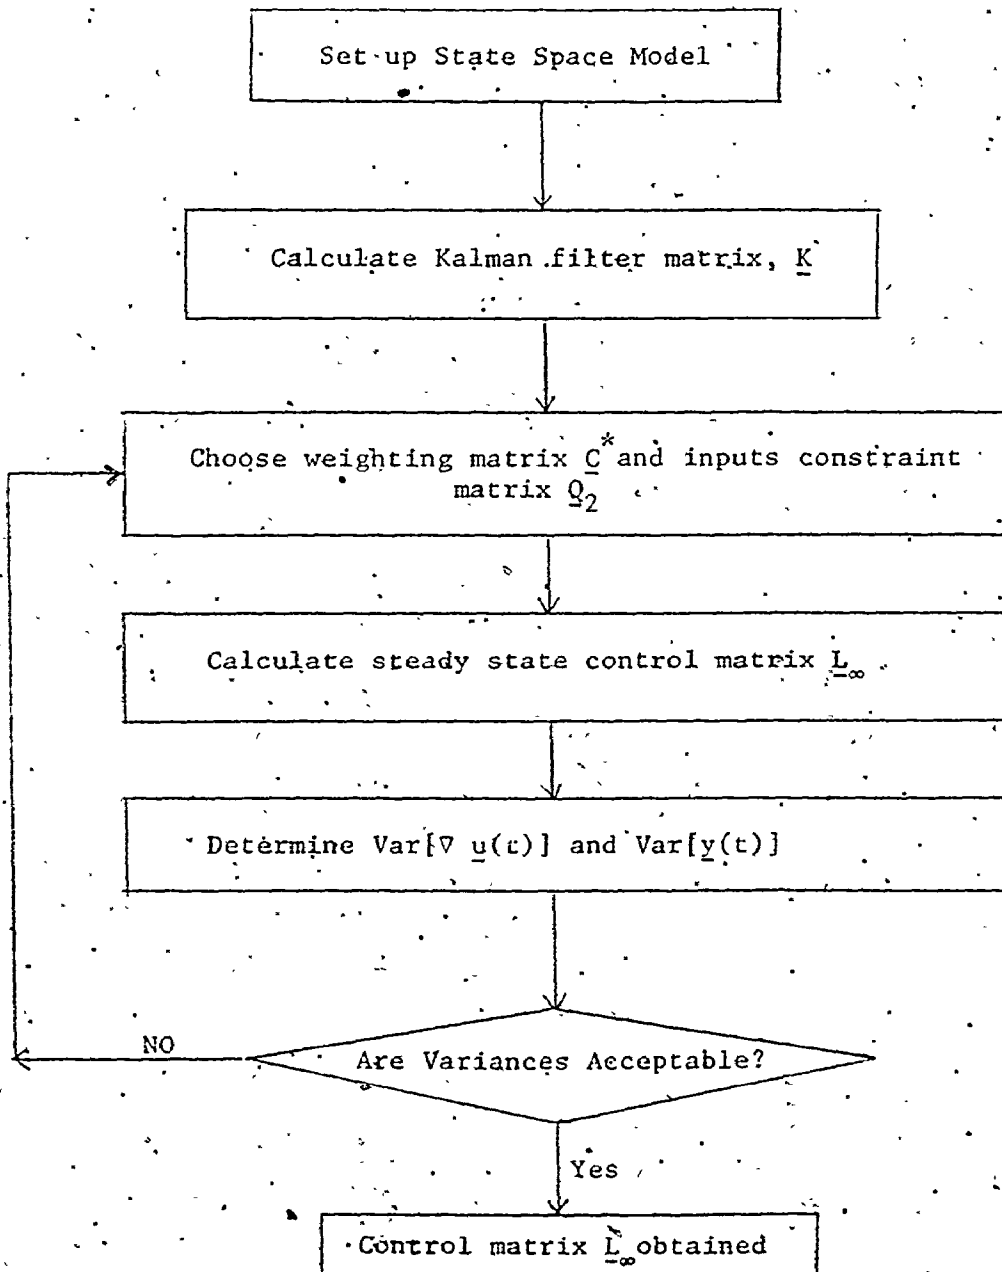 Set-up State Space Model
Calculate Kalman filter matrix, K
Choose weighting matrix C* and inputs constraint
matrix Q2
Calculate steady state control matrix L∞
Determine Var[∇ u(t)] and Var[y(t)]
NO
Are Variances Acceptable?
Yes
Control matrix L∞ obtained